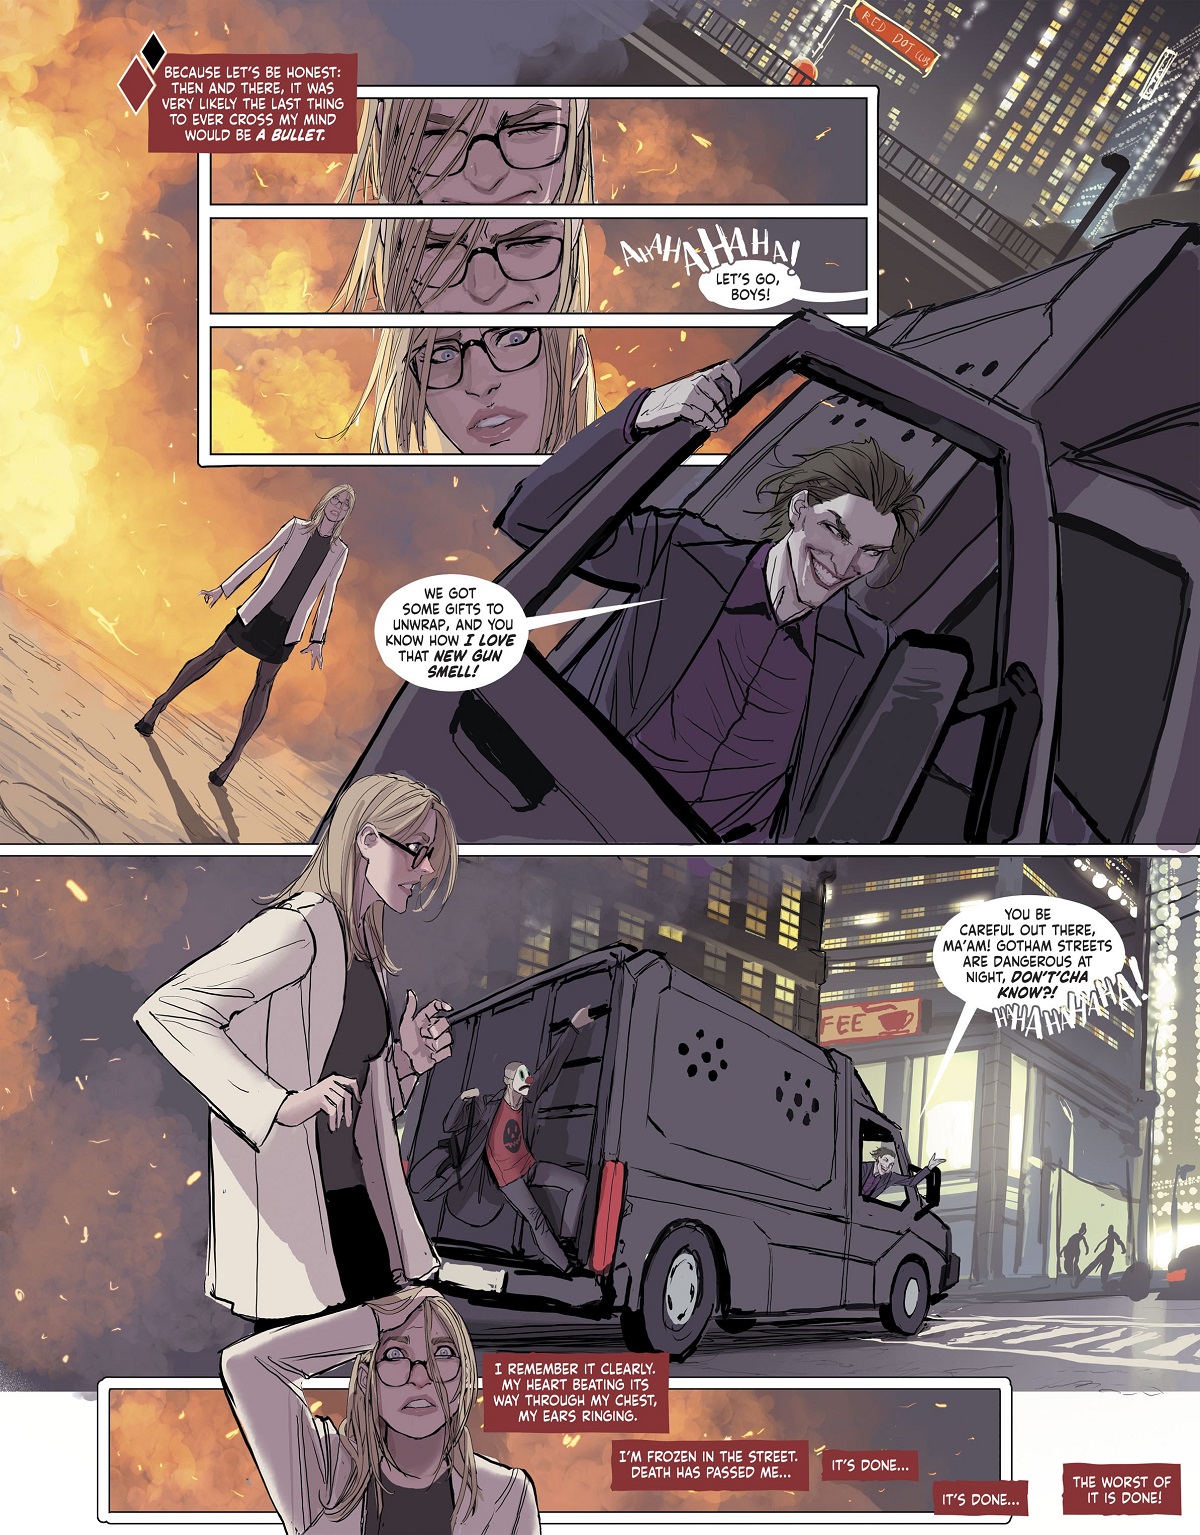 RED DOT CLUB
BECAUSE LET'S BE HONEST:
THEN AND THERE, IT WAS
VERY LIKELY THE LAST THING
TO EVER CROSS MY MIND
WOULD BE A BULLET.
AHAHAHAHA!
LET'S GO,
BOYS!
WE GOT
SOME GIFTS TO
UNWRAP, AND YOU
KNOW HOW I LOVE
THAT NEW GUN
SMELL!
YOU BE
CAREFUL OUT THERE,
MA'AM! GOTHAM STREETS
ARE DANGEROUS AT
NIGHT, DON'T'CHA
KNOW?!
HAHAHAHAHA!
FEE
I REMEMBER IT CLEARLY.
MY HEART BEATING ITS
WAY THROUGH MY CHEST,
MY EARS RINGING.
I'M FROZEN IN THE STREET.
DEATH HAS PASSED ME...
IT'S DONE...
IT'S DONE...
THE WORST OF
IT IS DONE!